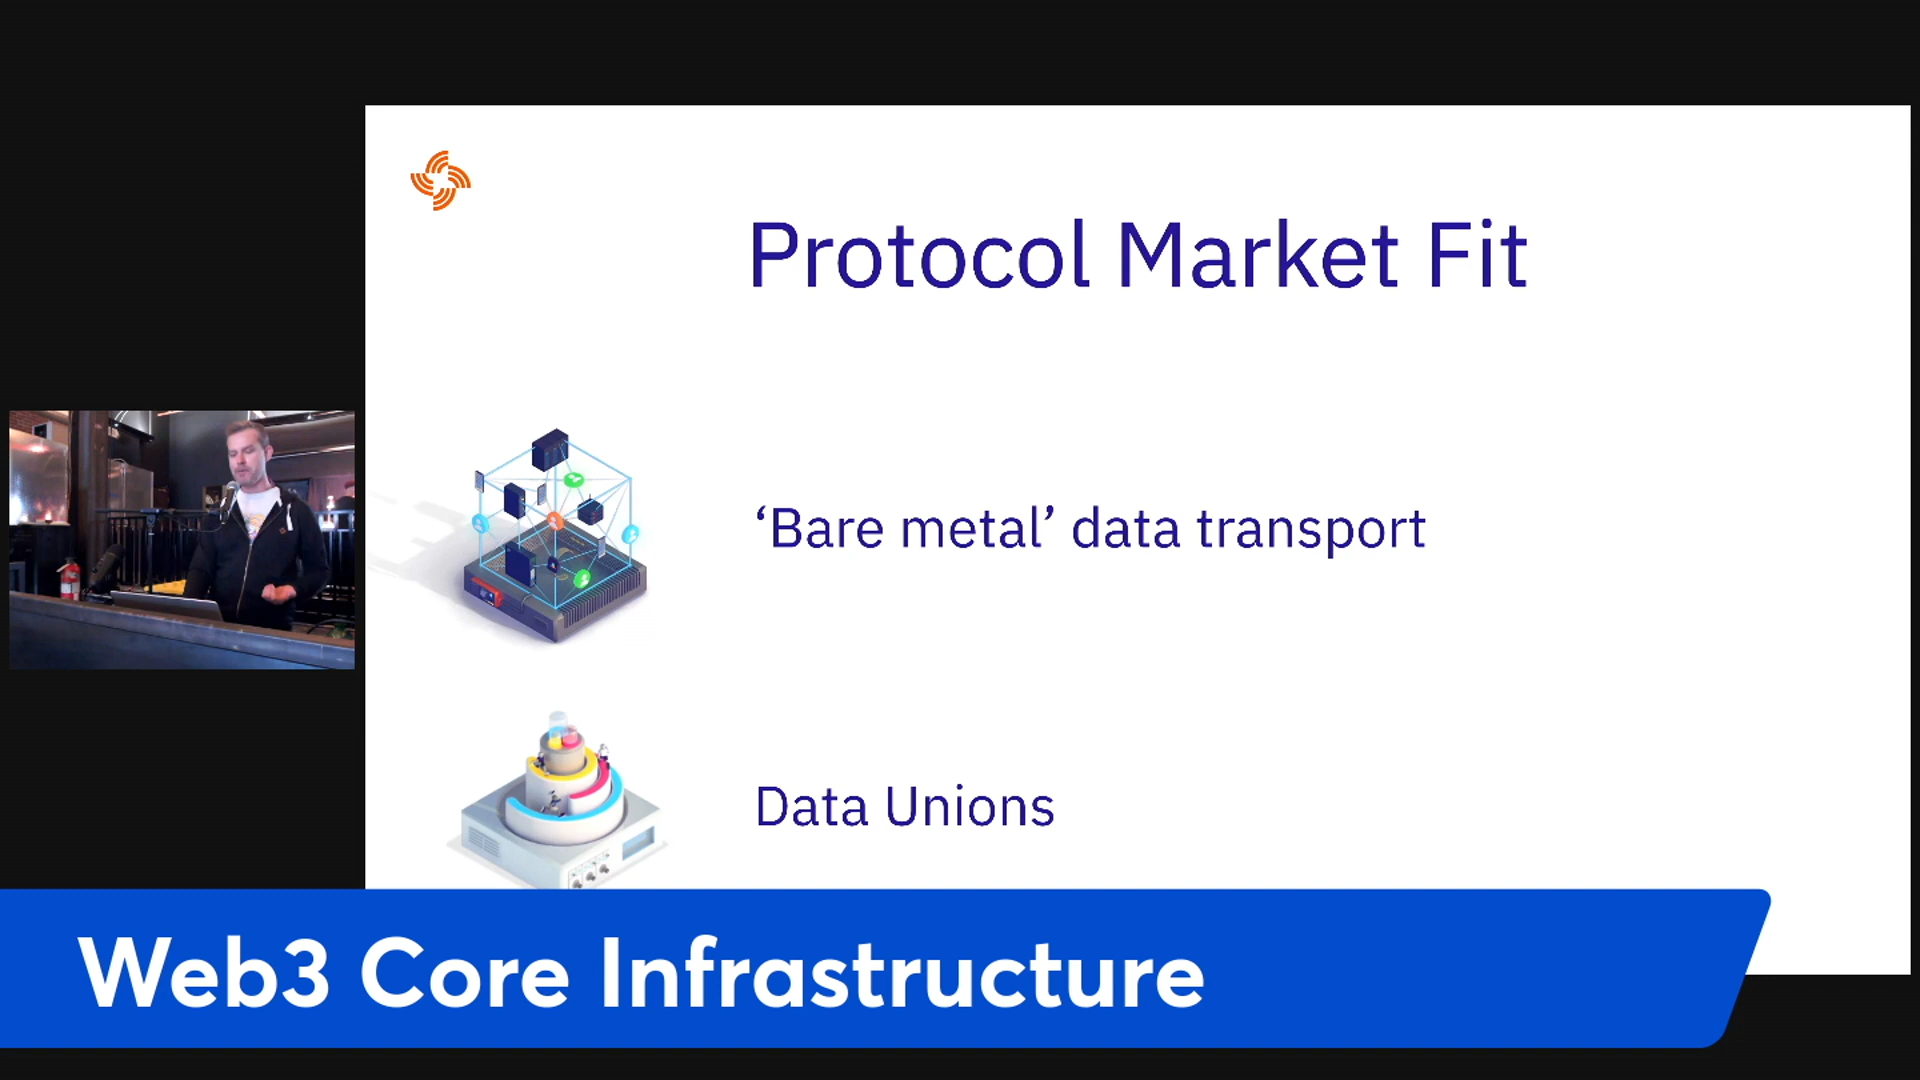 Protocol Market Fit
‘Bare metal’ data transport
Data Unions
Web3 Core Infrastructure